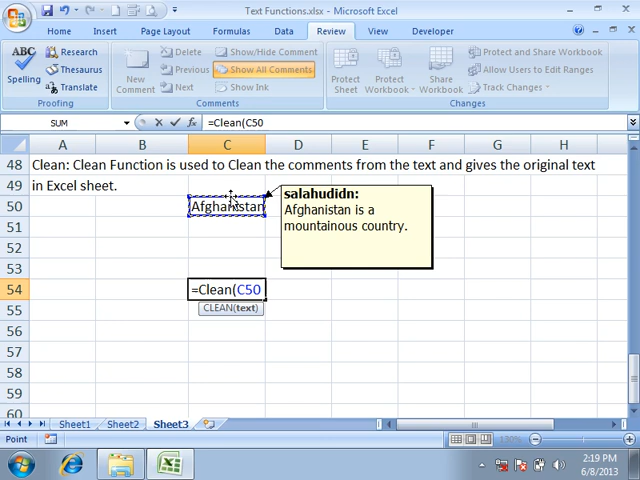 Text Functions.xlsx - Microsoft Excel
Home Insert Page Layout Formulas Data Review View Developer
ABC
Spelling
Research
Thesaurus
Translate
Proofing
New Comment
Delete
Previous
Next
Show/Hide Comment
Show All Comments
Show Ink
Comments
Protect Sheet
Protect Workbook
Share Workbook
Protect and Share Workbook
Allow Users to Edit Ranges
Track Changes
Changes
SUM
=Clean(C50
A B C D E F G H
48 Clean: Clean Function is used to Clean the comments from the text and gives the original text
49 in Excel sheet.
50 Afghanistan
salahudidn:
Afghanistan is a
mountainous country.
51
52
53
54 =Clean(C50
CLEAN(text)
55
56
57
58
59
60
Sheet1 Sheet2 Sheet3
Point
130%
2:19 PM
6/8/2013